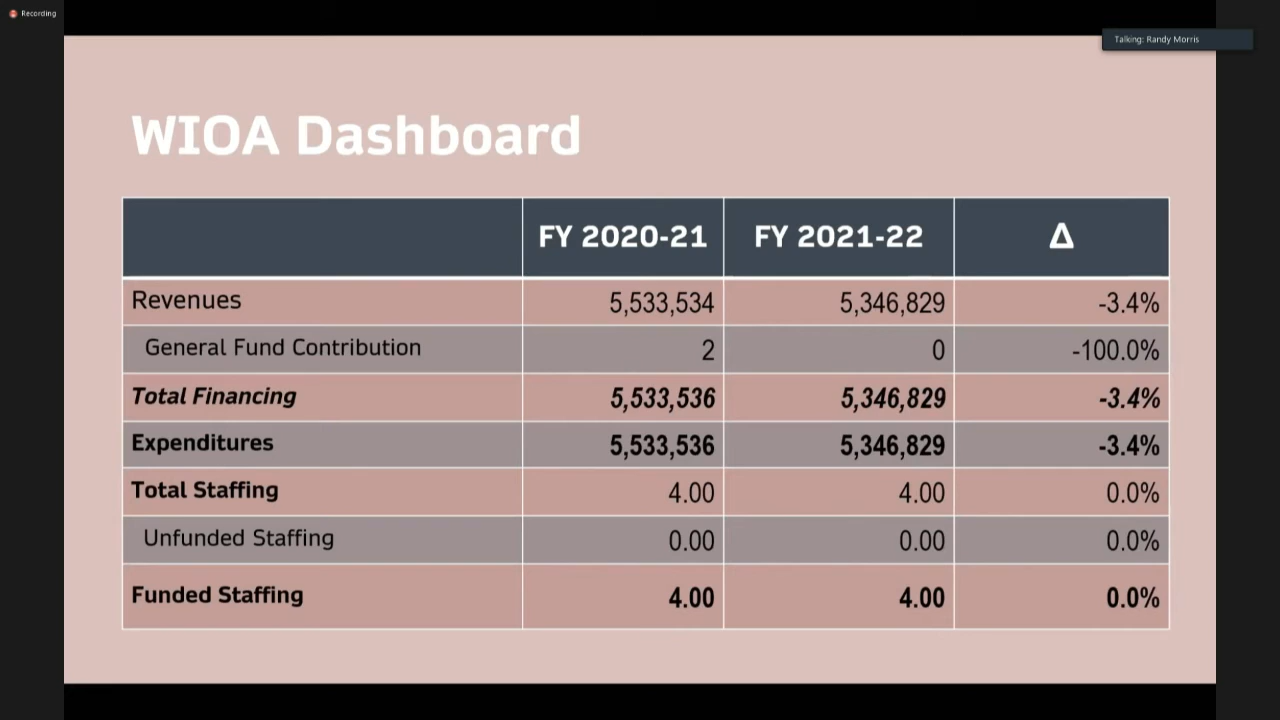 Recording
Talking: Randy Morris
WIOA Dashboard
FY 2020-21 FY 2021-22 Δ
Revenues 5,533,534 5,346,829 -3.4%
General Fund Contribution 2 0 -100.0%
Total Financing 5,533,536 5,346,829 -3.4%
Expenditures 5,533,536 5,346,829 -3.4%
Total Staffing 4.00 4.00 0.0%
Unfunded Staffing 0.00 0.00 0.0%
Funded Staffing 4.00 4.00 0.0%